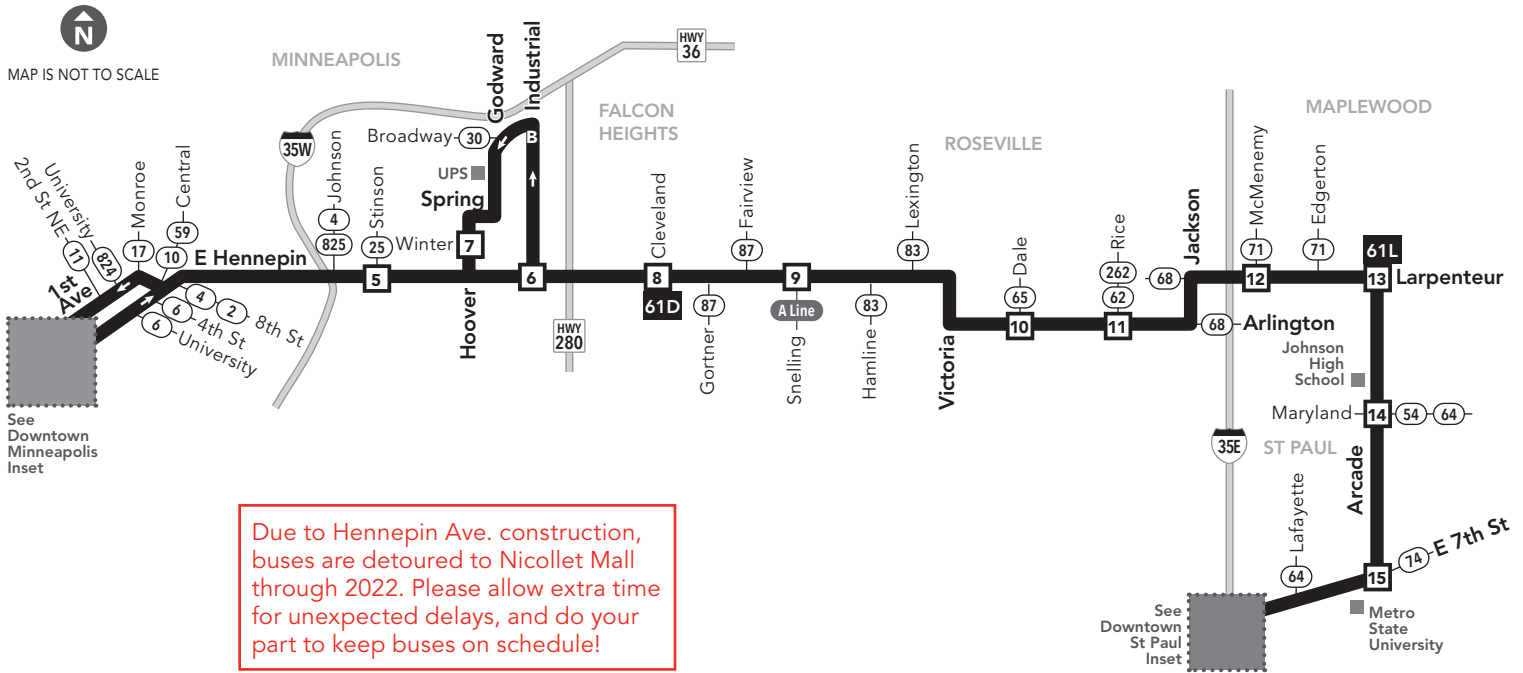 N
MAP IS NOT TO SCALE
MINNEAPOLIS
Godward
Industrial
HWY
36
FALCON
HEIGHTS
ROSEVILLE
MAPLEWOOD
35W
Broadway
30
B
UPS
Spring
Winter
7
Hoover
2nd St NE
11
University
824
Monroe
17
Central
59
10
1st
Ave
E Hennepin
Johnson
4
825
Stinson
25
5
6
4
2
8th St
6
4th St
6
University
HWY
280
Cleveland
8
61D
Gortner
87
Fairview
87
9
A Line
Snelling
Hamline
83
Lexington
83
Victoria
Dale
65
10
Rice
262
62
11
Jackson
68
68
Arlington
McMenemy
71
12
Edgerton
71
61L
13
Larpenteur
Johnson
High
School
Maryland
14
54
64
35E
ST PAUL
Arcade
Lafayette
64
15
74
E 7th St
Metro
State
University
See
Downtown
St Paul
Inset
See
Downtown
Minneapolis
Inset
Due to Hennepin Ave. construction,
buses are detoured to Nicollet Mall
through 2022. Please allow extra time
for unexpected delays, and do your
part to keep buses on schedule!